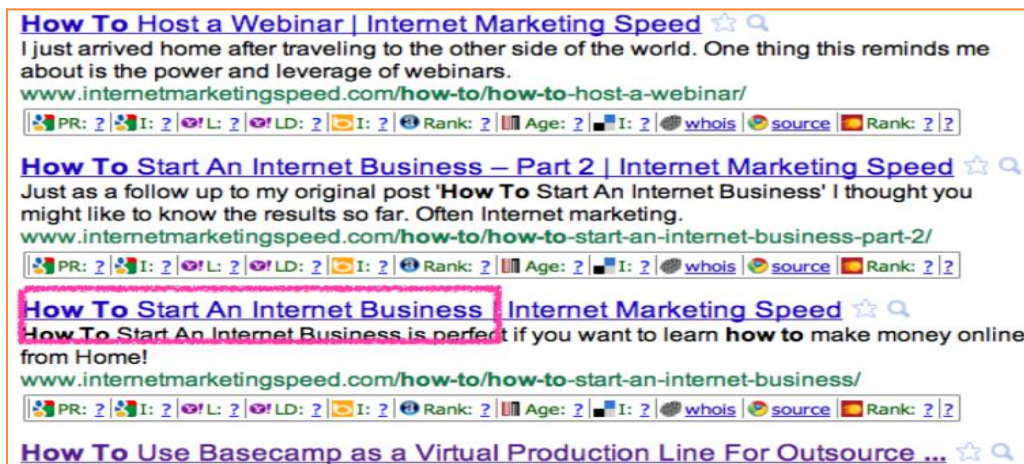 How To Host a Webinar | Internet Marketing Speed
I just arrived home after traveling to the other side of the world. One thing this reminds me
about is the power and leverage of webinars.
www.internetmarketingspeed.com/how-to/how-to-host-a-webinar/
PR: ? | I: ? | L: ? | LD: ? | I: ? | Rank: ? | Age: ? | I: ? | whois | source | Rank: ? | ?
How To Start An Internet Business – Part 2 | Internet Marketing Speed
Just as a follow up to my original post 'How To Start An Internet Business' I thought you
might like to know the results so far. Often Internet marketing.
www.internetmarketingspeed.com/how-to/how-to-start-an-internet-business-part-2/
PR: ? | I: ? | L: ? | LD: ? | I: ? | Rank: ? | Age: ? | I: ? | whois | source | Rank: ? | ?
How To Start An Internet Business | Internet Marketing Speed
How To Start An Internet Business is perfect if you want to learn how to make money online
from Home!
www.internetmarketingspeed.com/how-to/how-to-start-an-internet-business/
PR: ? | I: ? | L: ? | LD: ? | I: ? | Rank: ? | Age: ? | I: ? | whois | source | Rank: ? | ?
How To Use Basecamp as a Virtual Production Line For Outsource ...